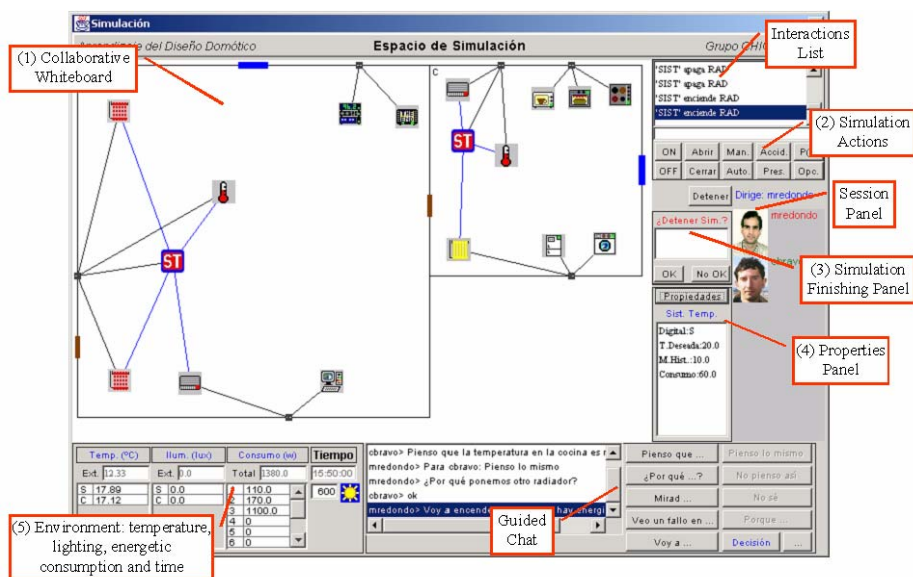 Simulación
del Diseño Domótico
Espacio de Simulación
Grupo
(1) Collaborative
Whiteboard
Interactions
List
C
'SIST' apaga RAD
'SIST' apaga RAD
'SIST' enciende RAD
'SIST' enciende RAD
(2) Simulation
Actions
ON Abrir Man. Accid.
OFF Cerrar Auto. Pres. Opc.
Detener Dirige: mredondo
Session
Panel
mredondo
¿Detener Sim.?
OK No OK
(3) Simulation
Finishing Panel
Propiedades
Sist. Temp.
Digital:S
T.Deseada:20.0
M.Hist.:10.0
Consumo:60.0
(4) Properties
Panel
ST
ST
Temp. (ºC) Ilum. (lux) Consumo (w) Tiempo
Ext. 12.33 Ext. 0.0 Total 1380.0 15:50:00
S 17.89 S 0.0 1 110.0 600
C 17.12 C 0.0 2 170.0
3 1100.0
4 0
5 0
6 0
(5) Environment: temperature,
lighting, energetic
consumption and time
cbravo> Pienso que la temperatura en la cocina es
mredondo> Para cbravo: Pienso lo mismo
mredondo> ¿Por qué ponemos otro radiador?
cbravo> ok
mredondo> Voy a encende hay
Guided
Chat
Pienso que ... Pienso lo mismo
¿Por qué ...? No pienso así
Mirad ... No sé
Veo un fallo en ... Porque ...
Voy a ... Decisión ...